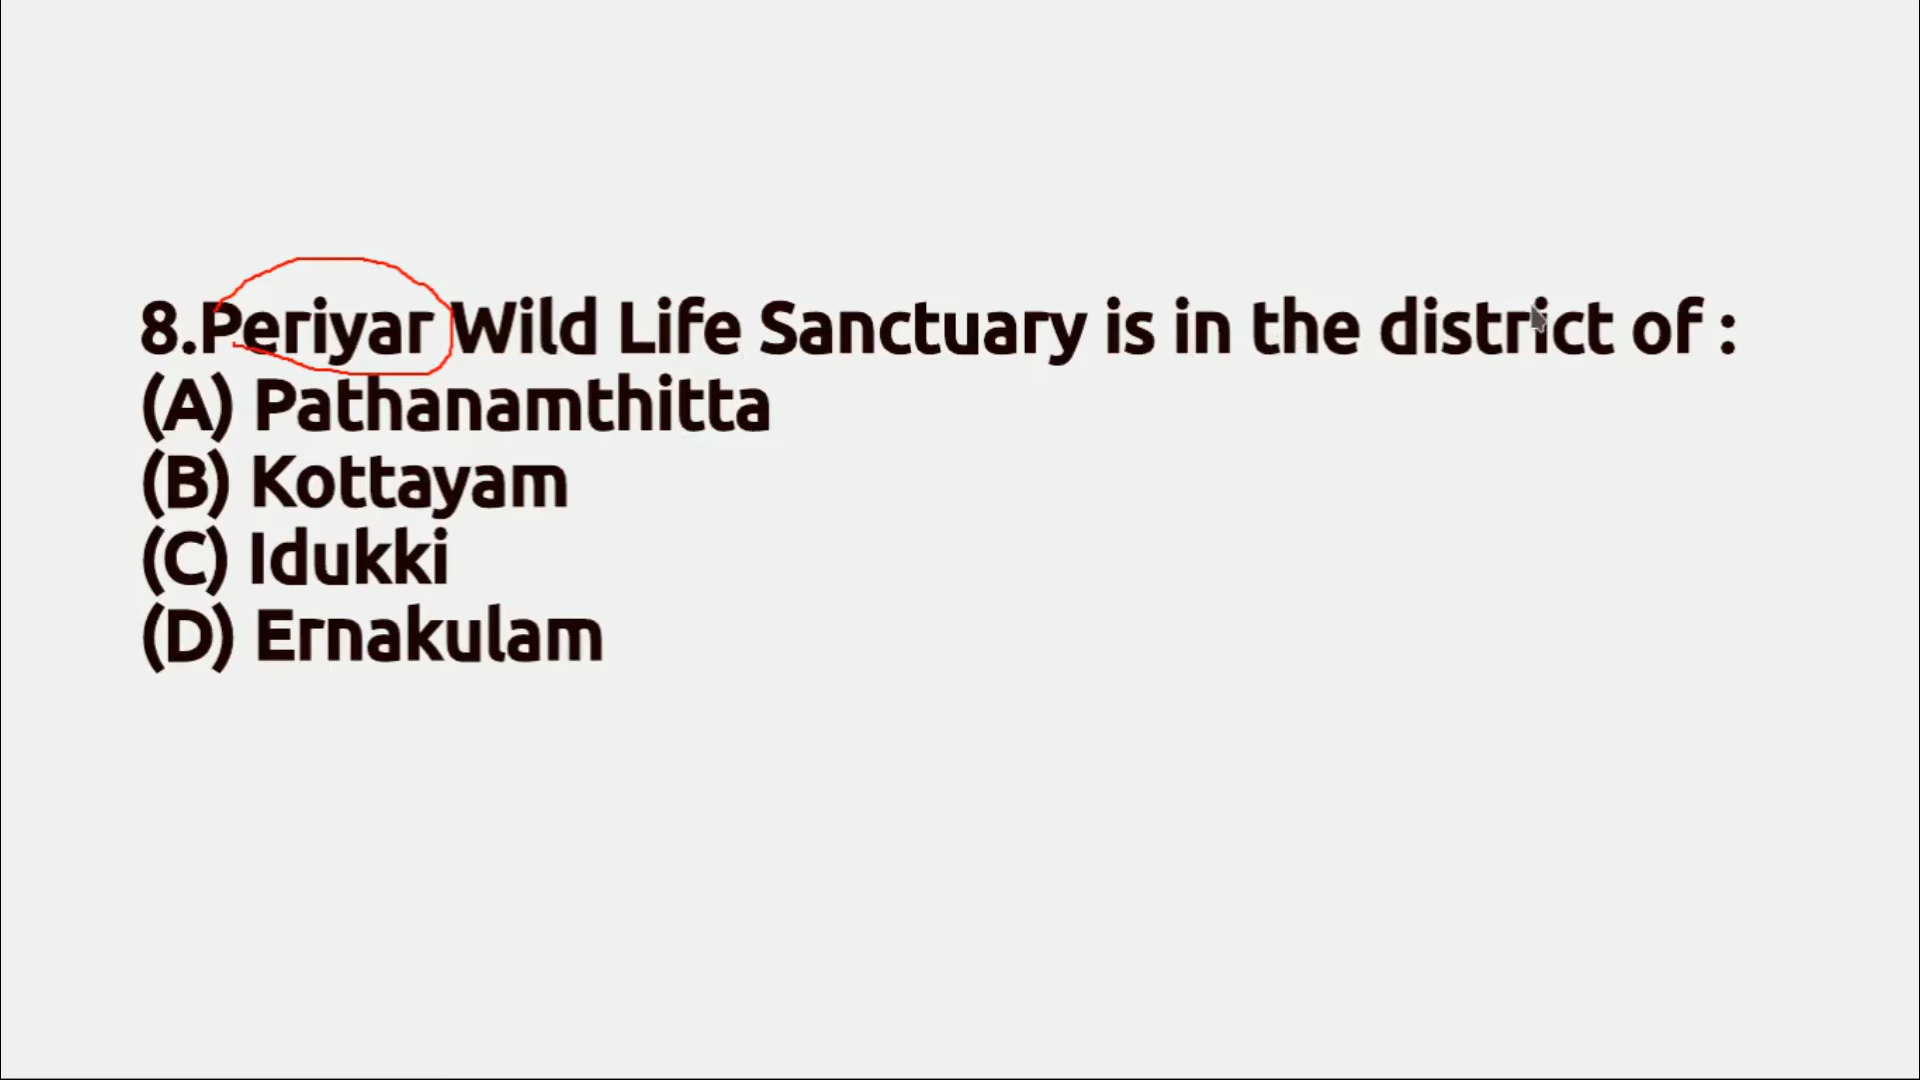 8.Periyar Wild Life Sanctuary is in the district of :
(A) Pathanamthitta
(B) Kottayam
(C) Idukki
(D) Ernakulam